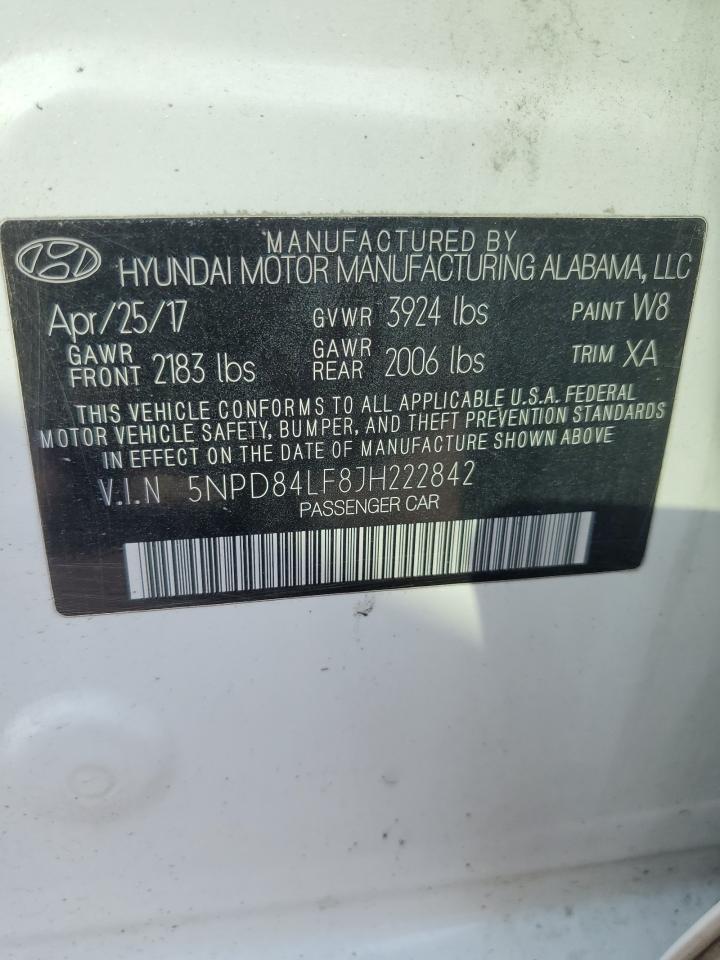 MANUFACTURED BY
HYUNDAI MOTOR MANUFACTURING ALABAMA, LLC
Apr/25/17 GVWR 3924 lbs PAINT W8
GAWR FRONT 2183 lbs GAWR REAR 2006 lbs TRIM XA
THIS VEHICLE CONFORMS TO ALL APPLICABLE U.S.A. FEDERAL
MOTOR VEHICLE SAFETY, BUMPER, AND THEFT PREVENTION STANDARDS
IN EFFECT ON THE DATE OF MANUFACTURE SHOWN ABOVE
V.I.N 5NPD84LF8JH222842
PASSENGER CAR